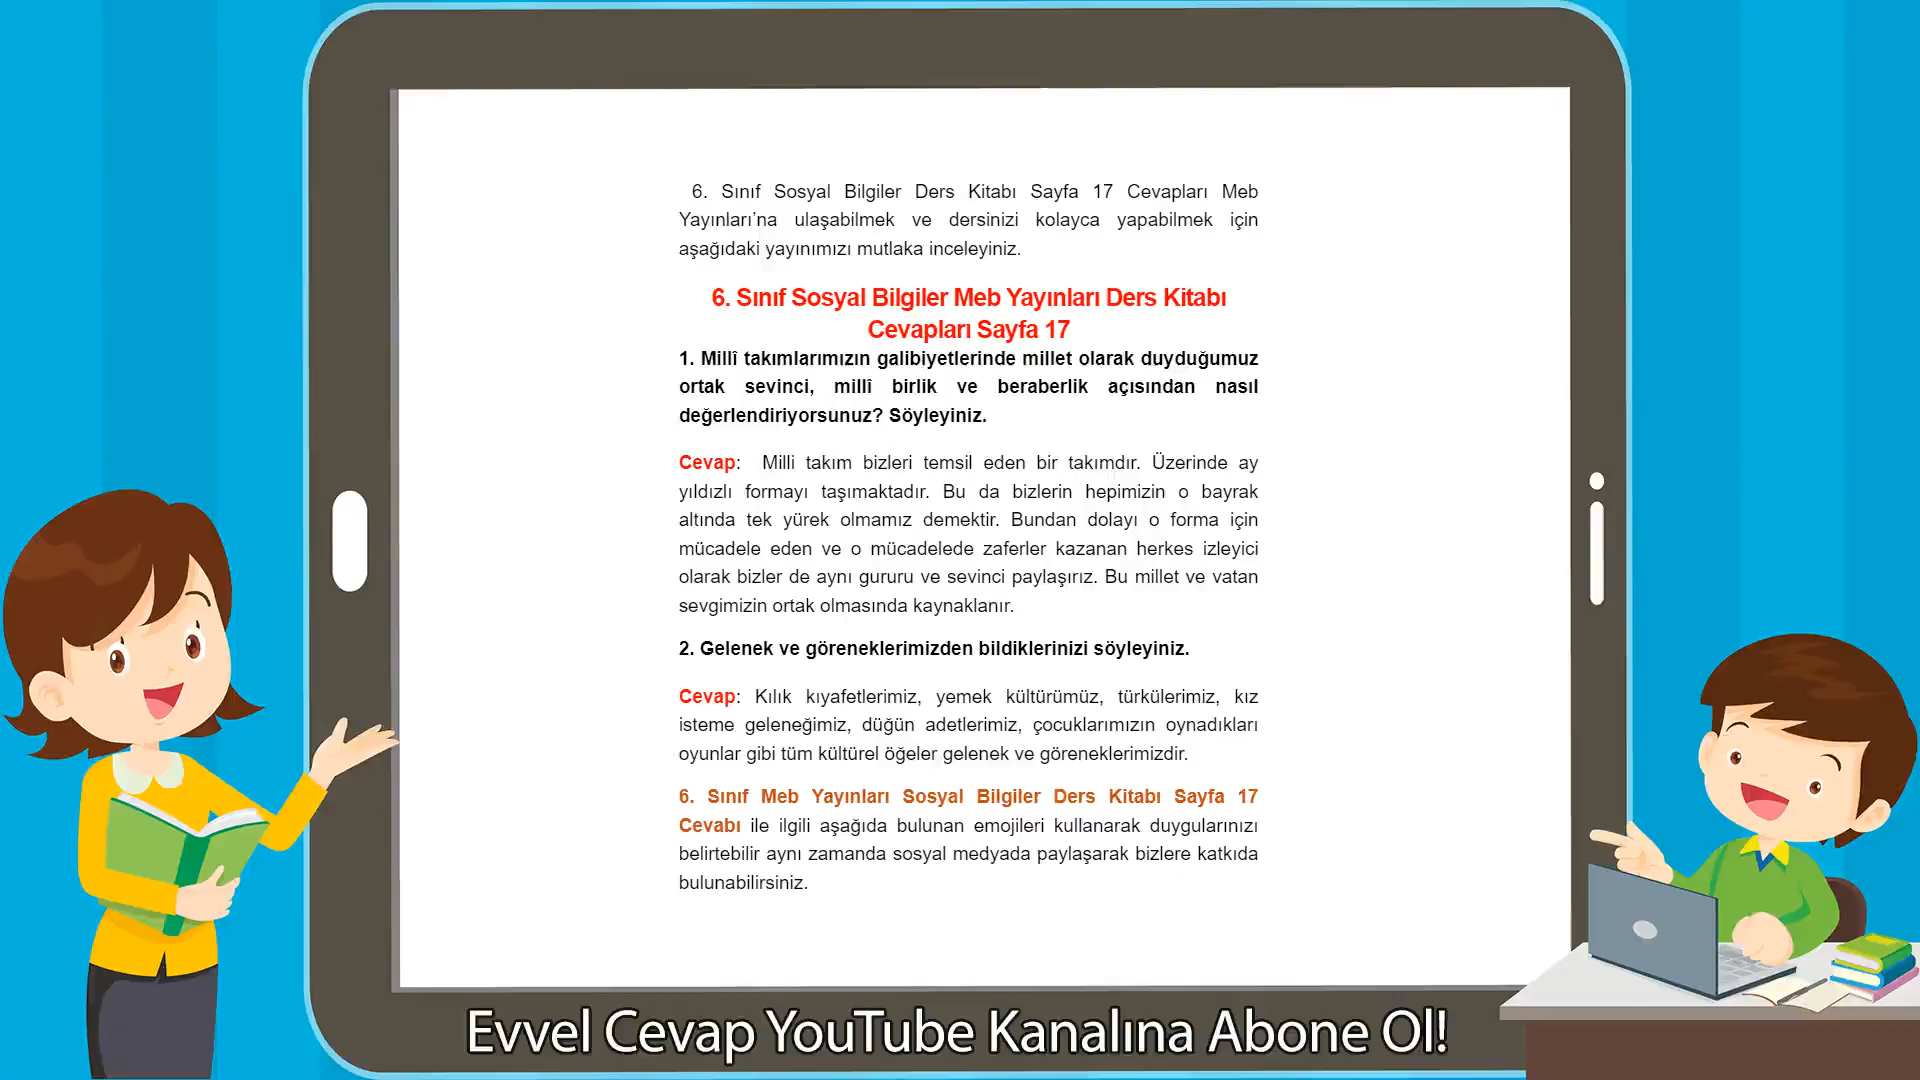 6. Sınıf Sosyal Bilgiler Ders Kitabı Sayfa 17 Cevapları Meb
Yayınları’na ulaşabilmek ve dersinizi kolayca yapabilmek için
aşağıdaki yayınımızı mutlaka inceleyiniz.
6. Sınıf Sosyal Bilgiler Meb Yayınları Ders Kitabı
Cevapları Sayfa 17
1. Millî takımlarımızın galibiyetlerinde millet olarak duyduğumuz
ortak sevinci, millî birlik ve beraberlik açısından nasıl
değerlendiriyorsunuz? Söyleyiniz.
Cevap: Milli takım bizleri temsil eden bir takımdır. Üzerinde ay
yıldızlı formayı taşımaktadır. Bu da bizlerin hepimizin o bayrak
altında tek yürek olmamız demektir. Bundan dolayı o forma için
mücadele eden ve o mücadelede zaferler kazanan herkes izleyici
olarak bizler de aynı gururu ve sevinci paylaşırız. Bu millet ve vatan
sevgimizin ortak olmasında kaynaklanır.
2. Gelenek ve göreneklerimizden bildiklerinizi söyleyiniz.
Cevap: Kılık kıyafetlerimiz, yemek kültürümüz, türkülerimiz, kız
isteme geleneğimiz, düğün adetlerimiz, çocuklarımızın oynadıkları
oyunlar gibi tüm kültürel öğeler gelenek ve göreneklerimizdir.
6. Sınıf Meb Yayınları Sosyal Bilgiler Ders Kitabı Sayfa 17
Cevabı ile ilgili aşağıda bulunan emojileri kullanarak duygularınızı
belirtebilir aynı zamanda sosyal medyada paylaşarak bizlere katkıda
bulunabilirsiniz.
Evvel Cevap YouTube Kanalına Abone Ol!